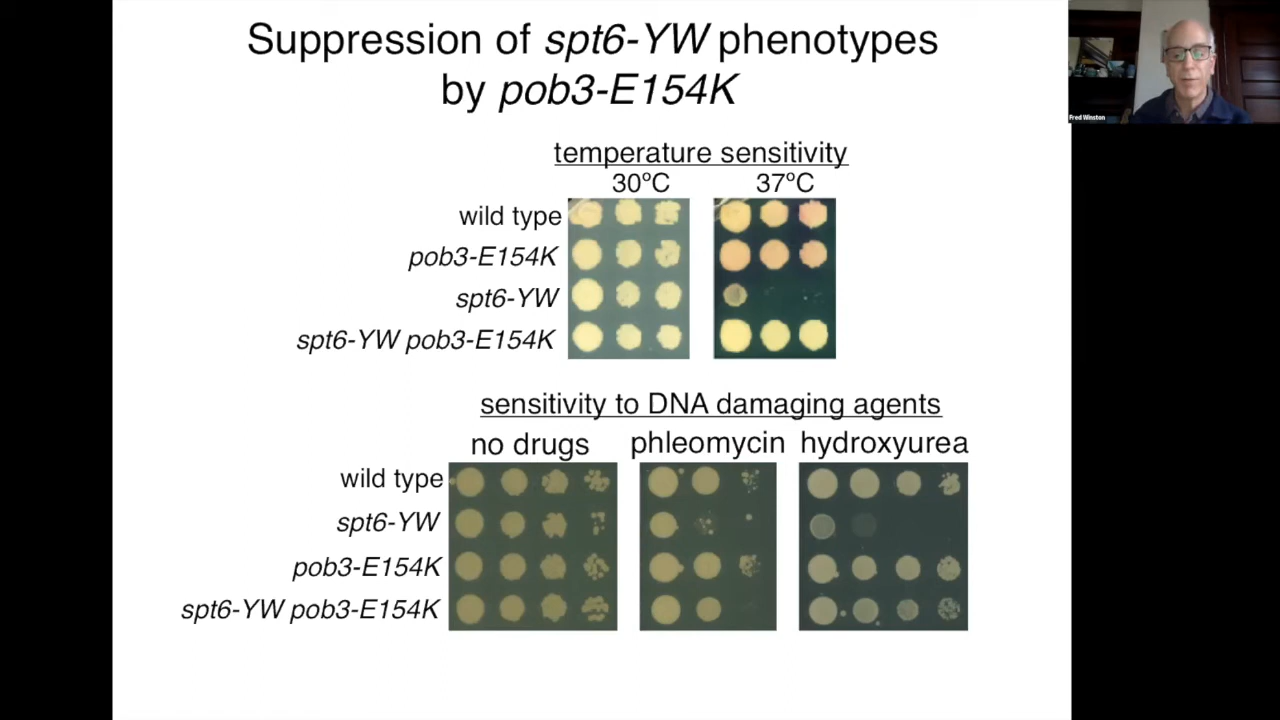 Suppression of spt6-YW phenotypes
by pob3-E154K
Fred Winston
temperature sensitivity
30°C 37°C
wild type
pob3-E154K
spt6-YW
spt6-YW pob3-E154K
sensitivity to DNA damaging agents
no drugs phleomycin hydroxyurea
wild type
spt6-YW
pob3-E154K
spt6-YW pob3-E154K